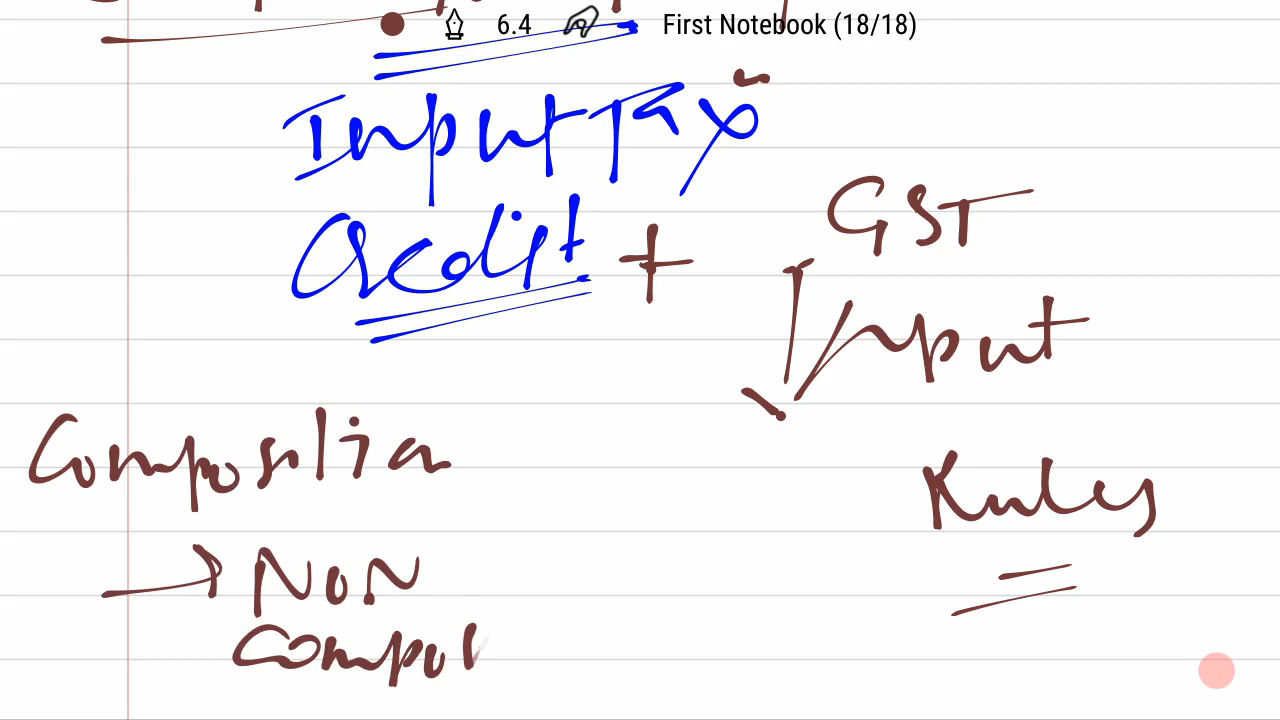 6.4 First Notebook (18/18)
Input Tax
Credit +
GST
Input
Rules
Composition
→ NON
Compo